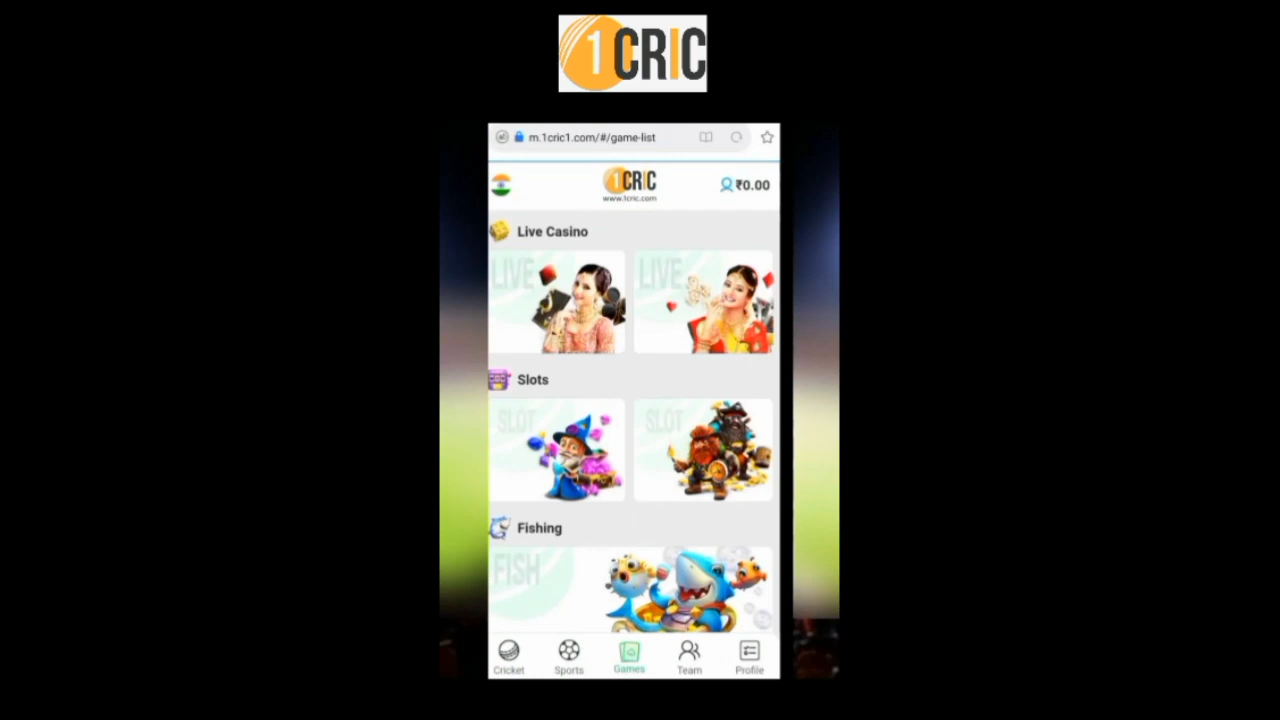 1CRIC
m.1cric1.com/#/game-list
1CRIC
www.1cric.com
₹0.00
Live Casino
LIVE
LIVE
Slots
SLOT
SLOT
Fishing
FISH
Cricket
Sports
Games
Team
Profile